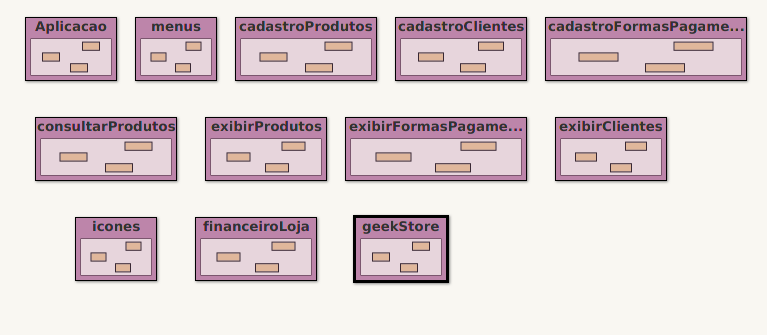 Aplicacao
menus
cadastroProdutos
cadastroClientes
cadastroFormasPagame...
consultarProdutos
exibirProdutos
exibirFormasPagame...
exibirClientes
icones
financeiroLoja
geekStore